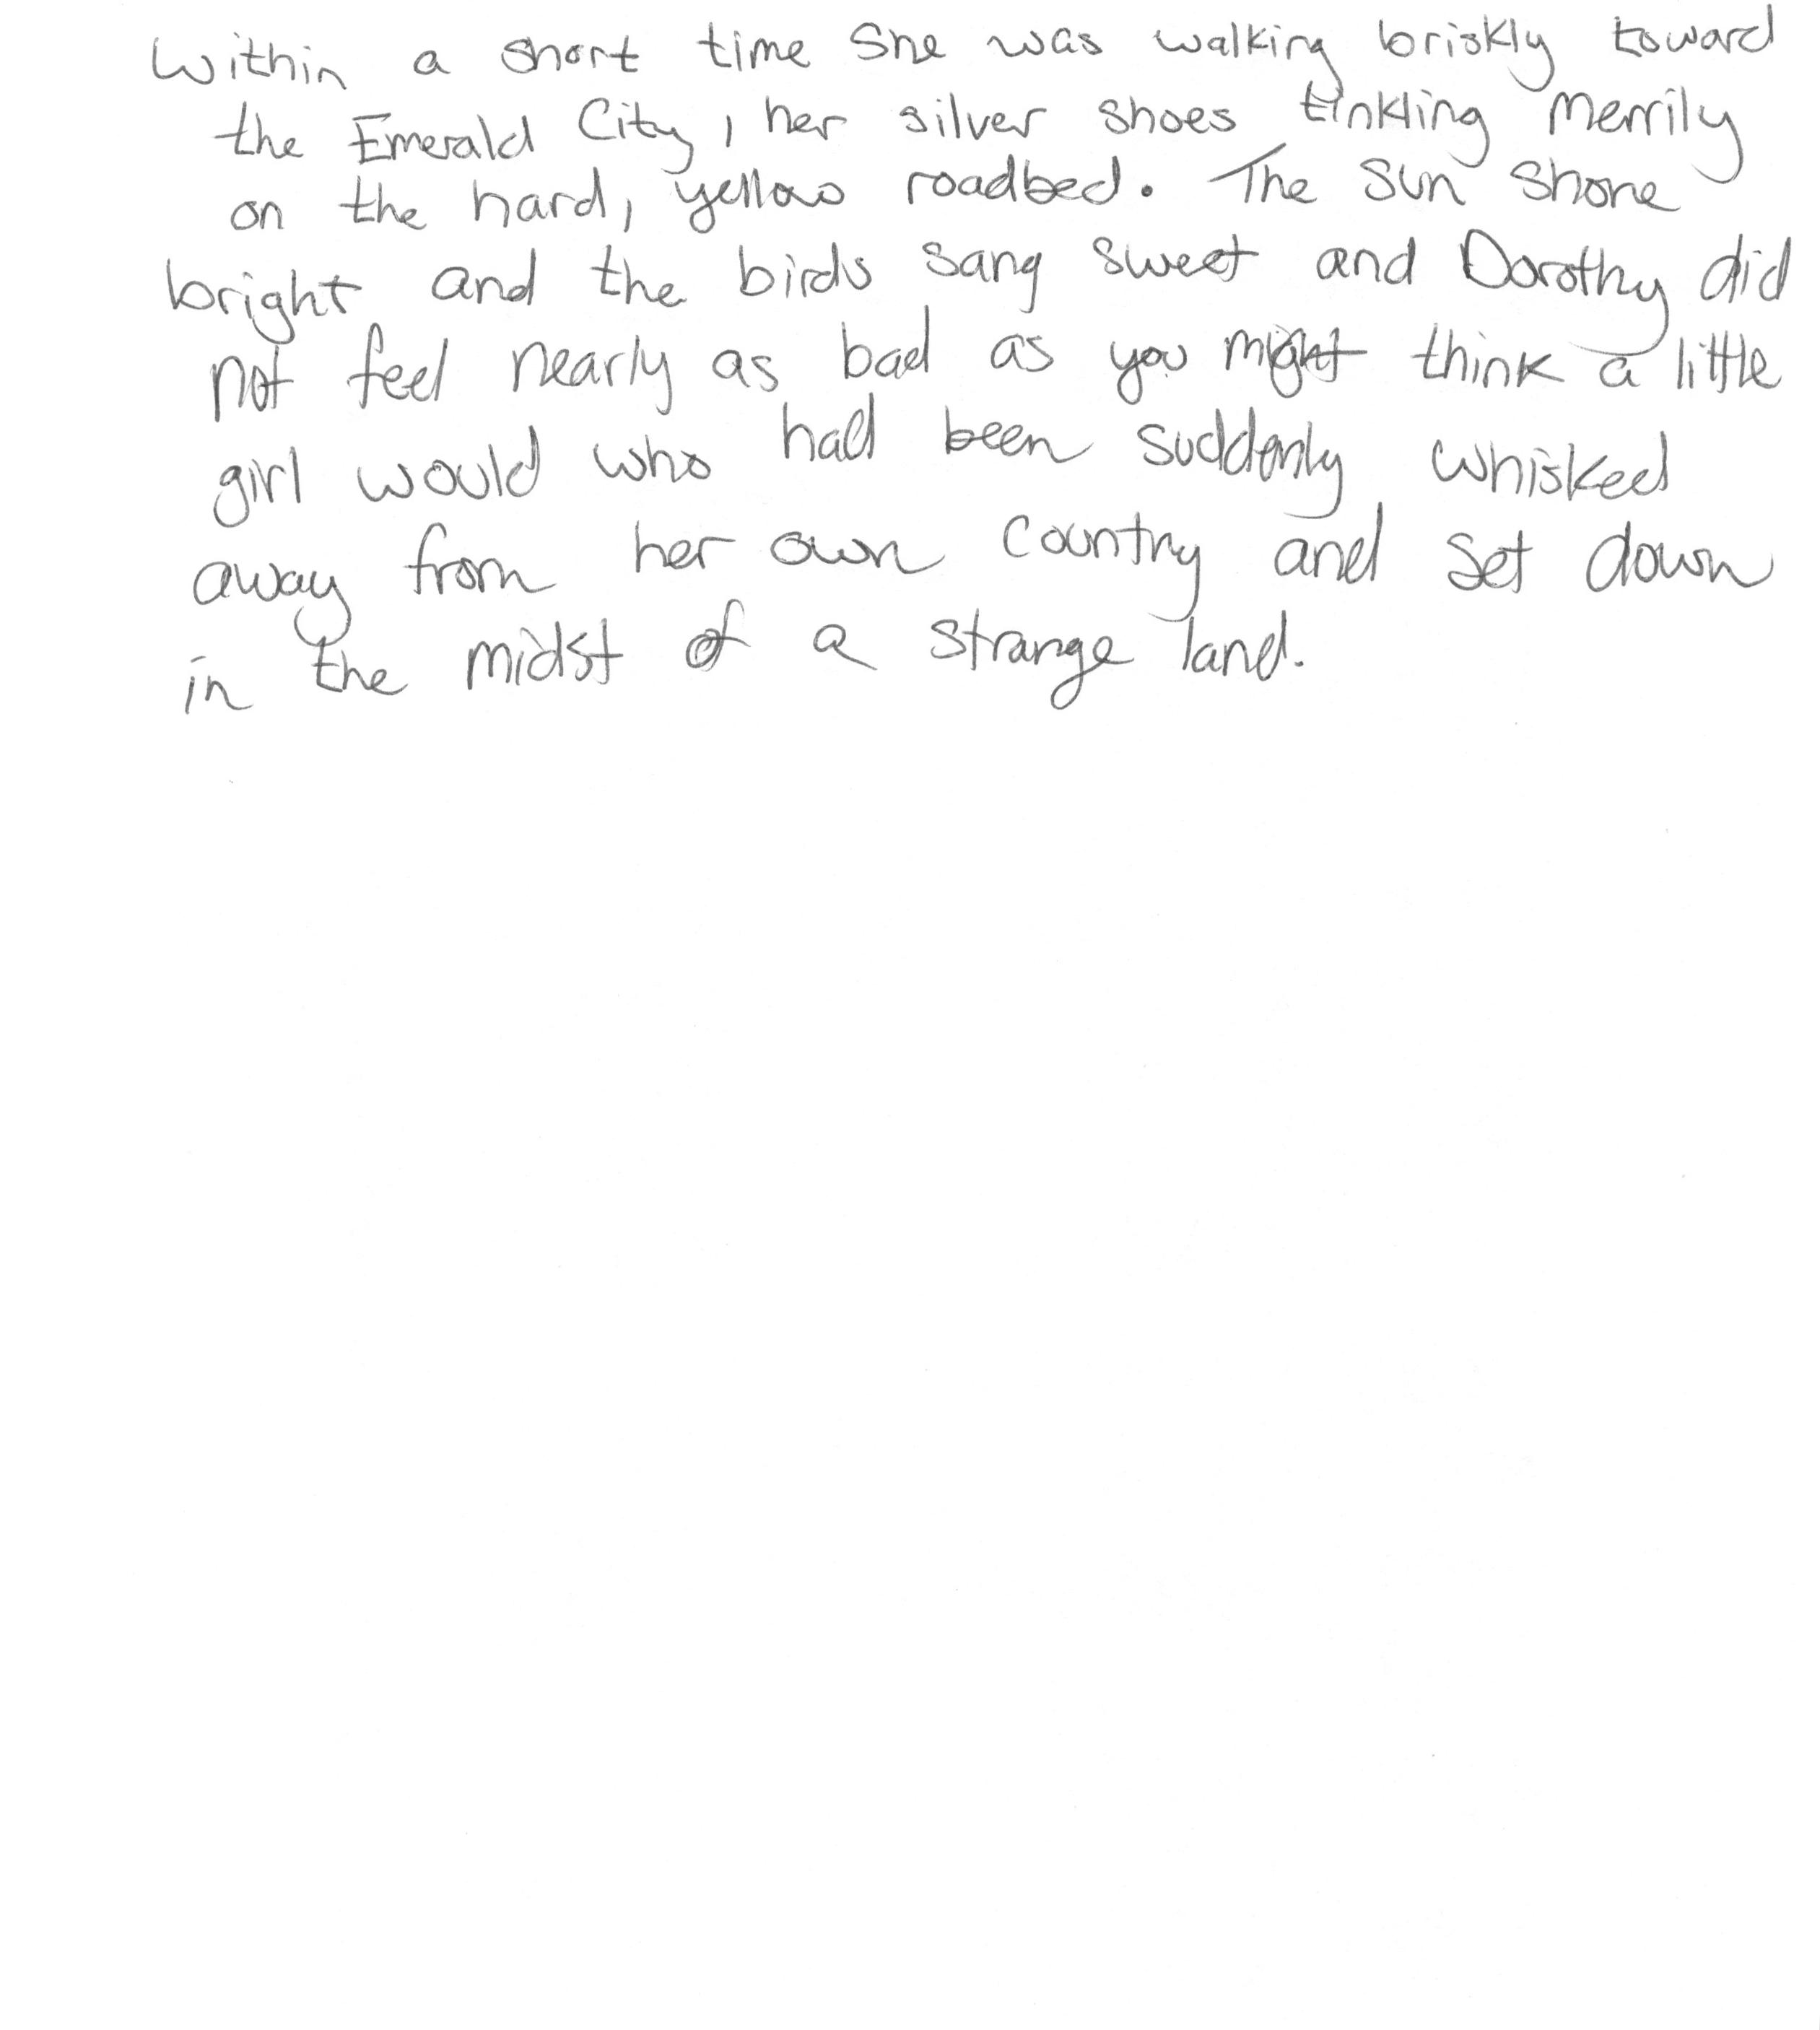 Within a short time she was walking briskly toward
the Emerald City, her silver shoes tinkling merrily
on the hard, yellow roadbed. The sun shone
bright and the birds sang sweet and Dorothy did
not feel nearly as bad as you might think a little
girl would who had been suddenly whisked
away from her own country and set down
in the midst of a strange land.